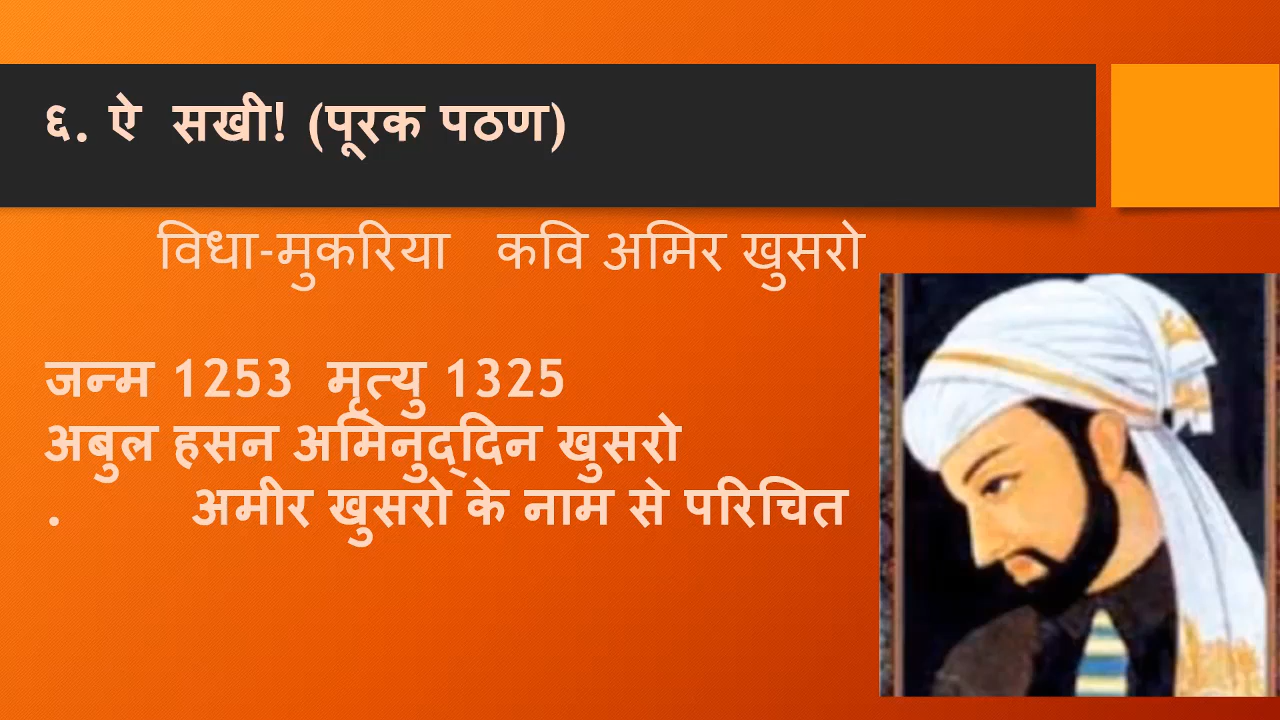 ६. ऐ सखी! (पूरक पठण)
विधा-मुकरिया कवि अमिर खुसरो
जन्म 1253 मृत्यु 1325
अबुल हसन अमिनुद्दिन खुसरो
. अमीर खुसरो के नाम से परिचित